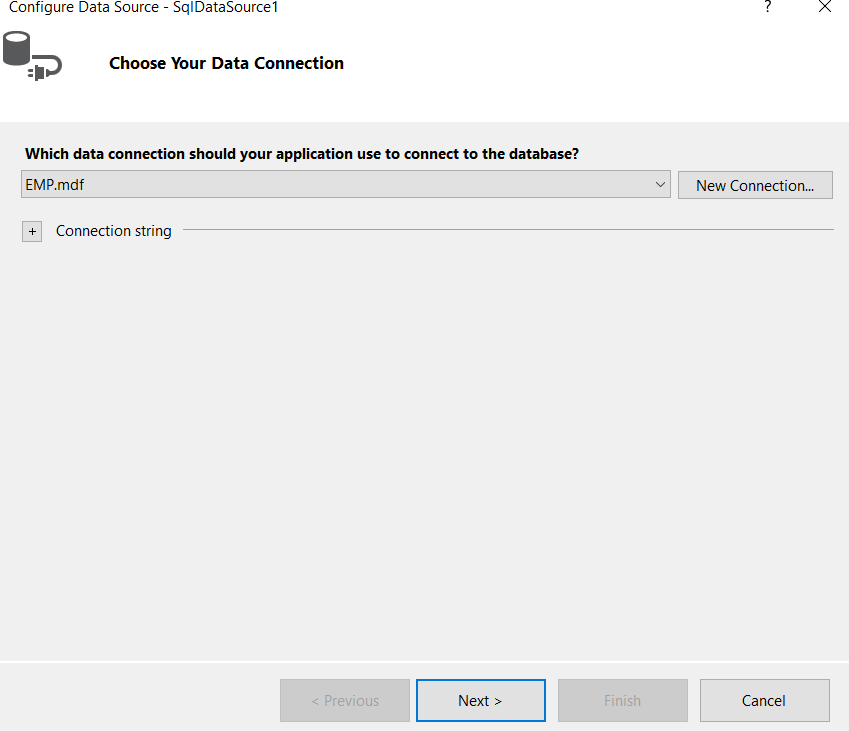 Configure Data Source - SqlDataSource1 ?
Choose Your Data Connection
Which data connection should your application use to connect to the database?
EMP.mdf New Connection...
+ Connection string
< Previous Next > Finish Cancel